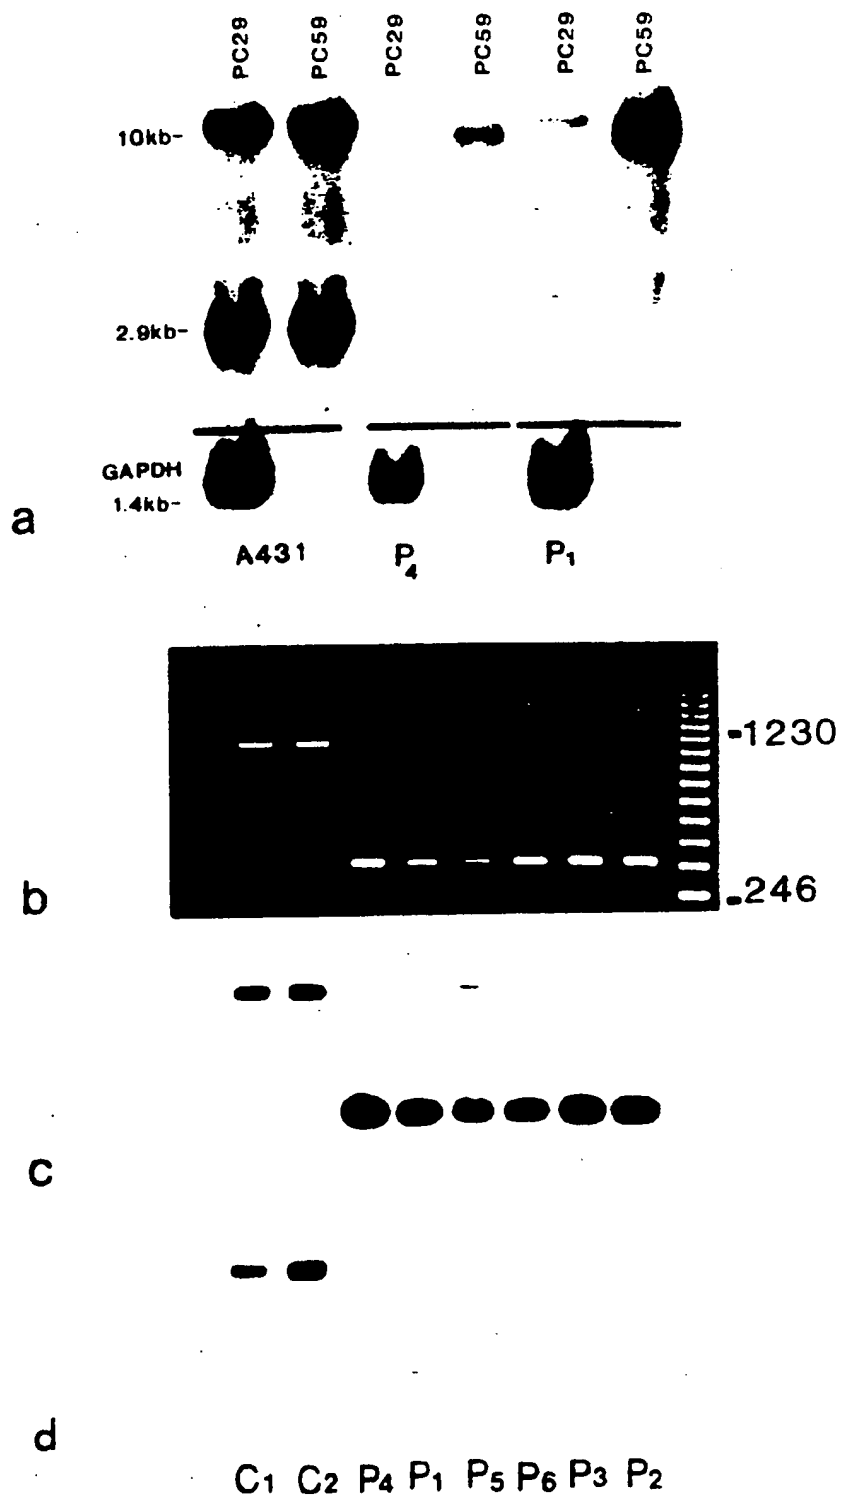 PC29 PC59 PC29 PC59 PC29 PC59
10kb-
2.9kb-
GAPDH
1.4kb-
a
A431 P4 P1
-1230
b
-246
c
d
C1 C2 P4 P1 P5 P6 P3 P2